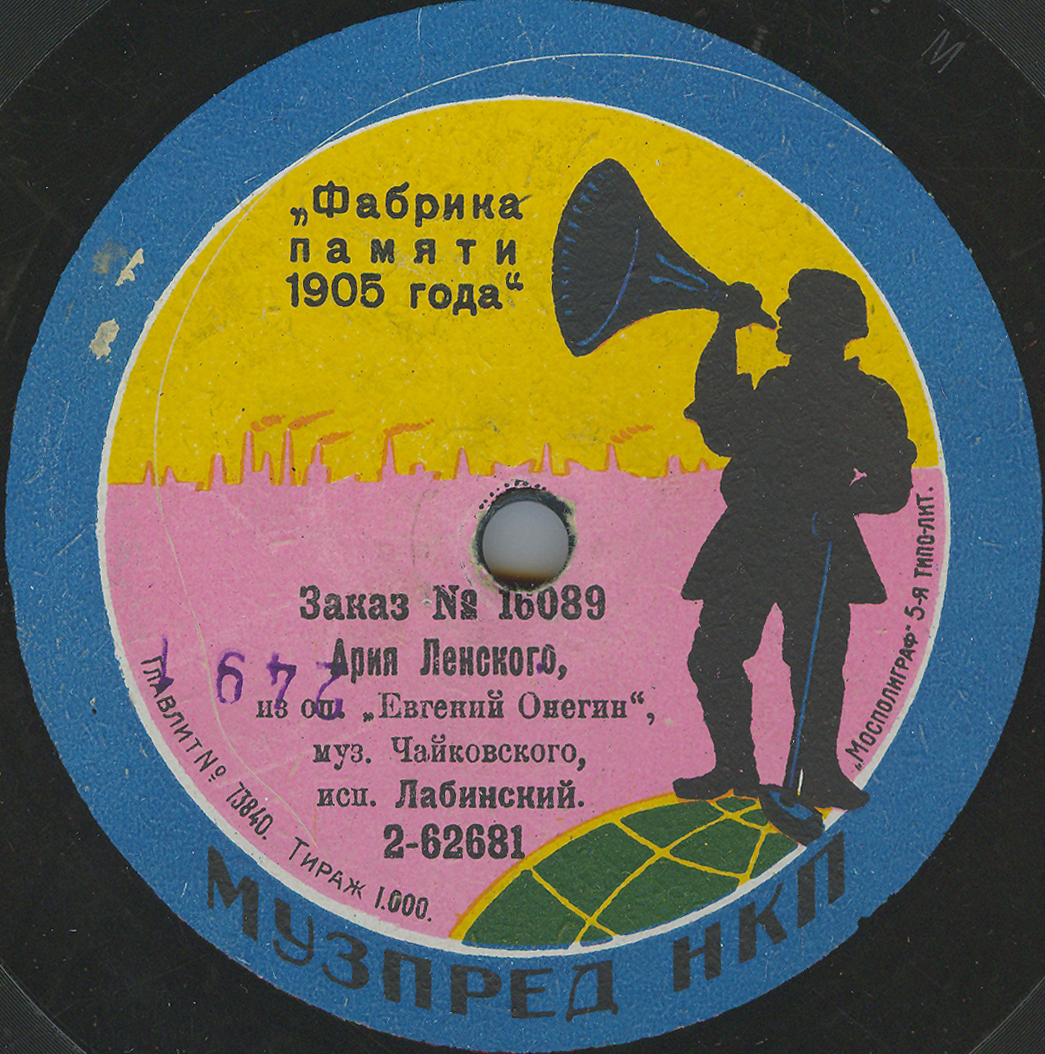 „Фабрика
памяти
1905 года“
Заказ № 16089
Ария Ленского,
из оп. „Евгений Онегин“,
муз. Чайковского,
исп. Лабинский.
2-62681
Главлит № 73840. Тираж 1.000.
„Мосполиграф“ 5-я типо-лит.
МУЗПРЕД НКП